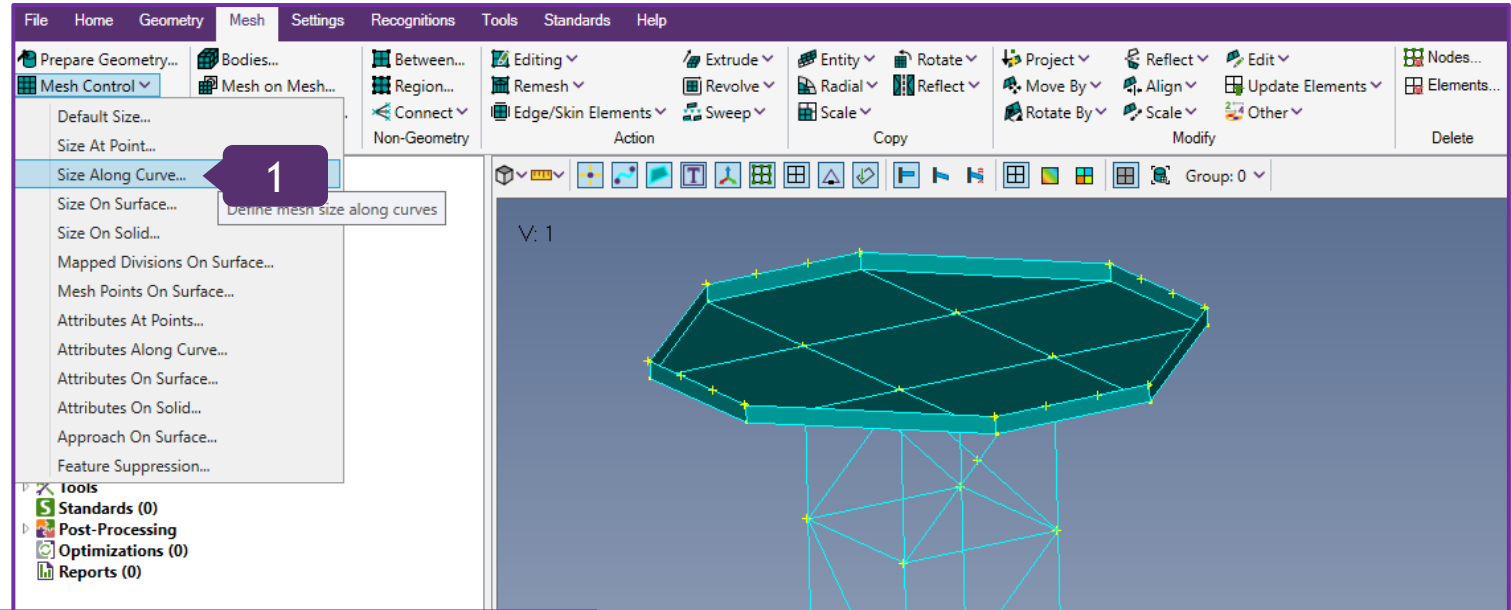 File Home Geometry Mesh Settings Recognitions Tools Standards Help
Prepare Geometry... Bodies... Between... Editing Extrude Entity Rotate Project Reflect Edit Nodes...
Mesh Control Mesh on Mesh... Region... Remesh Revolve Radial Reflect Move By Align Update Elements Elements...
Connect Edge/Skin Elements Sweep Scale Rotate By Scale Other
Non-Geometry Action Copy Modify Delete
Default Size...
Size At Point...
Size Along Curve... 1
Size On Surface...
Define mesh size along curves
Size On Solid...
Mapped Divisions On Surface...
Mesh Points On Surface...
Attributes At Points...
Attributes Along Curve...
Attributes On Surface...
Attributes On Solid...
Approach On Surface...
Feature Suppression...
Tools
Standards (0)
Post-Processing
Optimizations (0)
Reports (0)
T Group: 0
V: 1